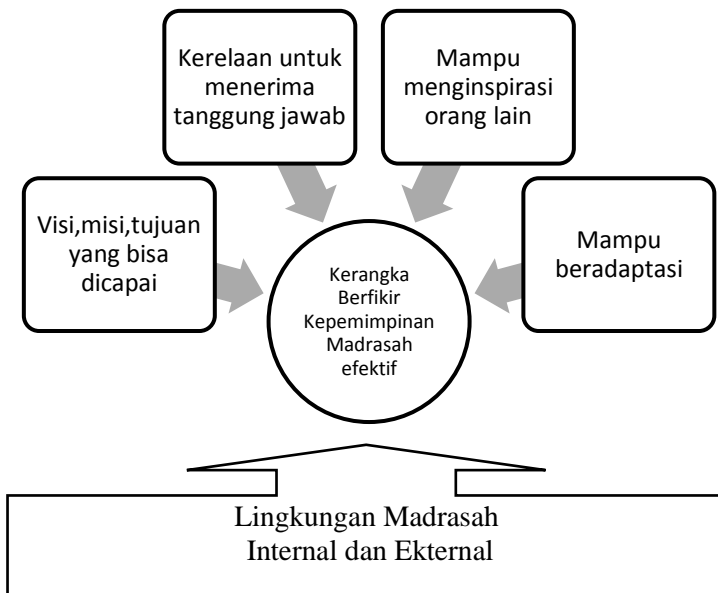 Kerelaan untuk
menerima
tanggung jawab
Mampu
menginspirasi
orang lain
Visi,misi,tujuan
yang bisa
dicapai
Mampu
beradaptasi
Kerangka
Berfikir
Kepemimpinan
Madrasah
efektif
Lingkungan Madrasah
Internal dan Ekternal